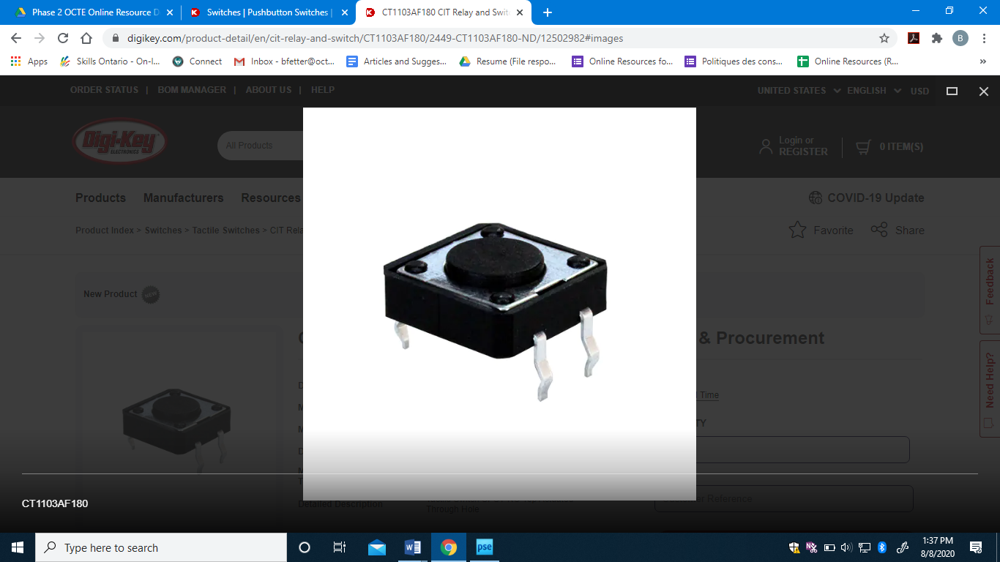 Phase 2 OCTE Online Resource D
Switches | Pushbutton Switches |
CT1103AF180 CIT Relay and Swit
digikey.com/product-detail/en/cit-relay-and-switch/CT1103AF180/2449-CT1103AF180-ND/12502982#images
B
Apps
Skills Ontario - On-l...
Connect
Inbox - bfetter@oct...
Articles and Sugges...
Resume (File respo...
Online Resources fo...
Politiques des cons...
Online Resources (R...
»
ORDER STATUS | BOM MANAGER | ABOUT US | HELP
UNITED STATES ENGLISH USD
Digi-Key
ELECTRONICS
All Products
Login or
REGISTER
0 ITEM(S)
Products Manufacturers Resources
COVID-19 Update
Product Index > Switches > Tactile Switches > CIT Rela
Favorite Share
New Product NEW
Feedback
Need Help?
& Procurement
Time
CT1103AF180
Detailed Description
Through Hole
Reference
Type here to search
pse
1:37 PM
8/8/2020